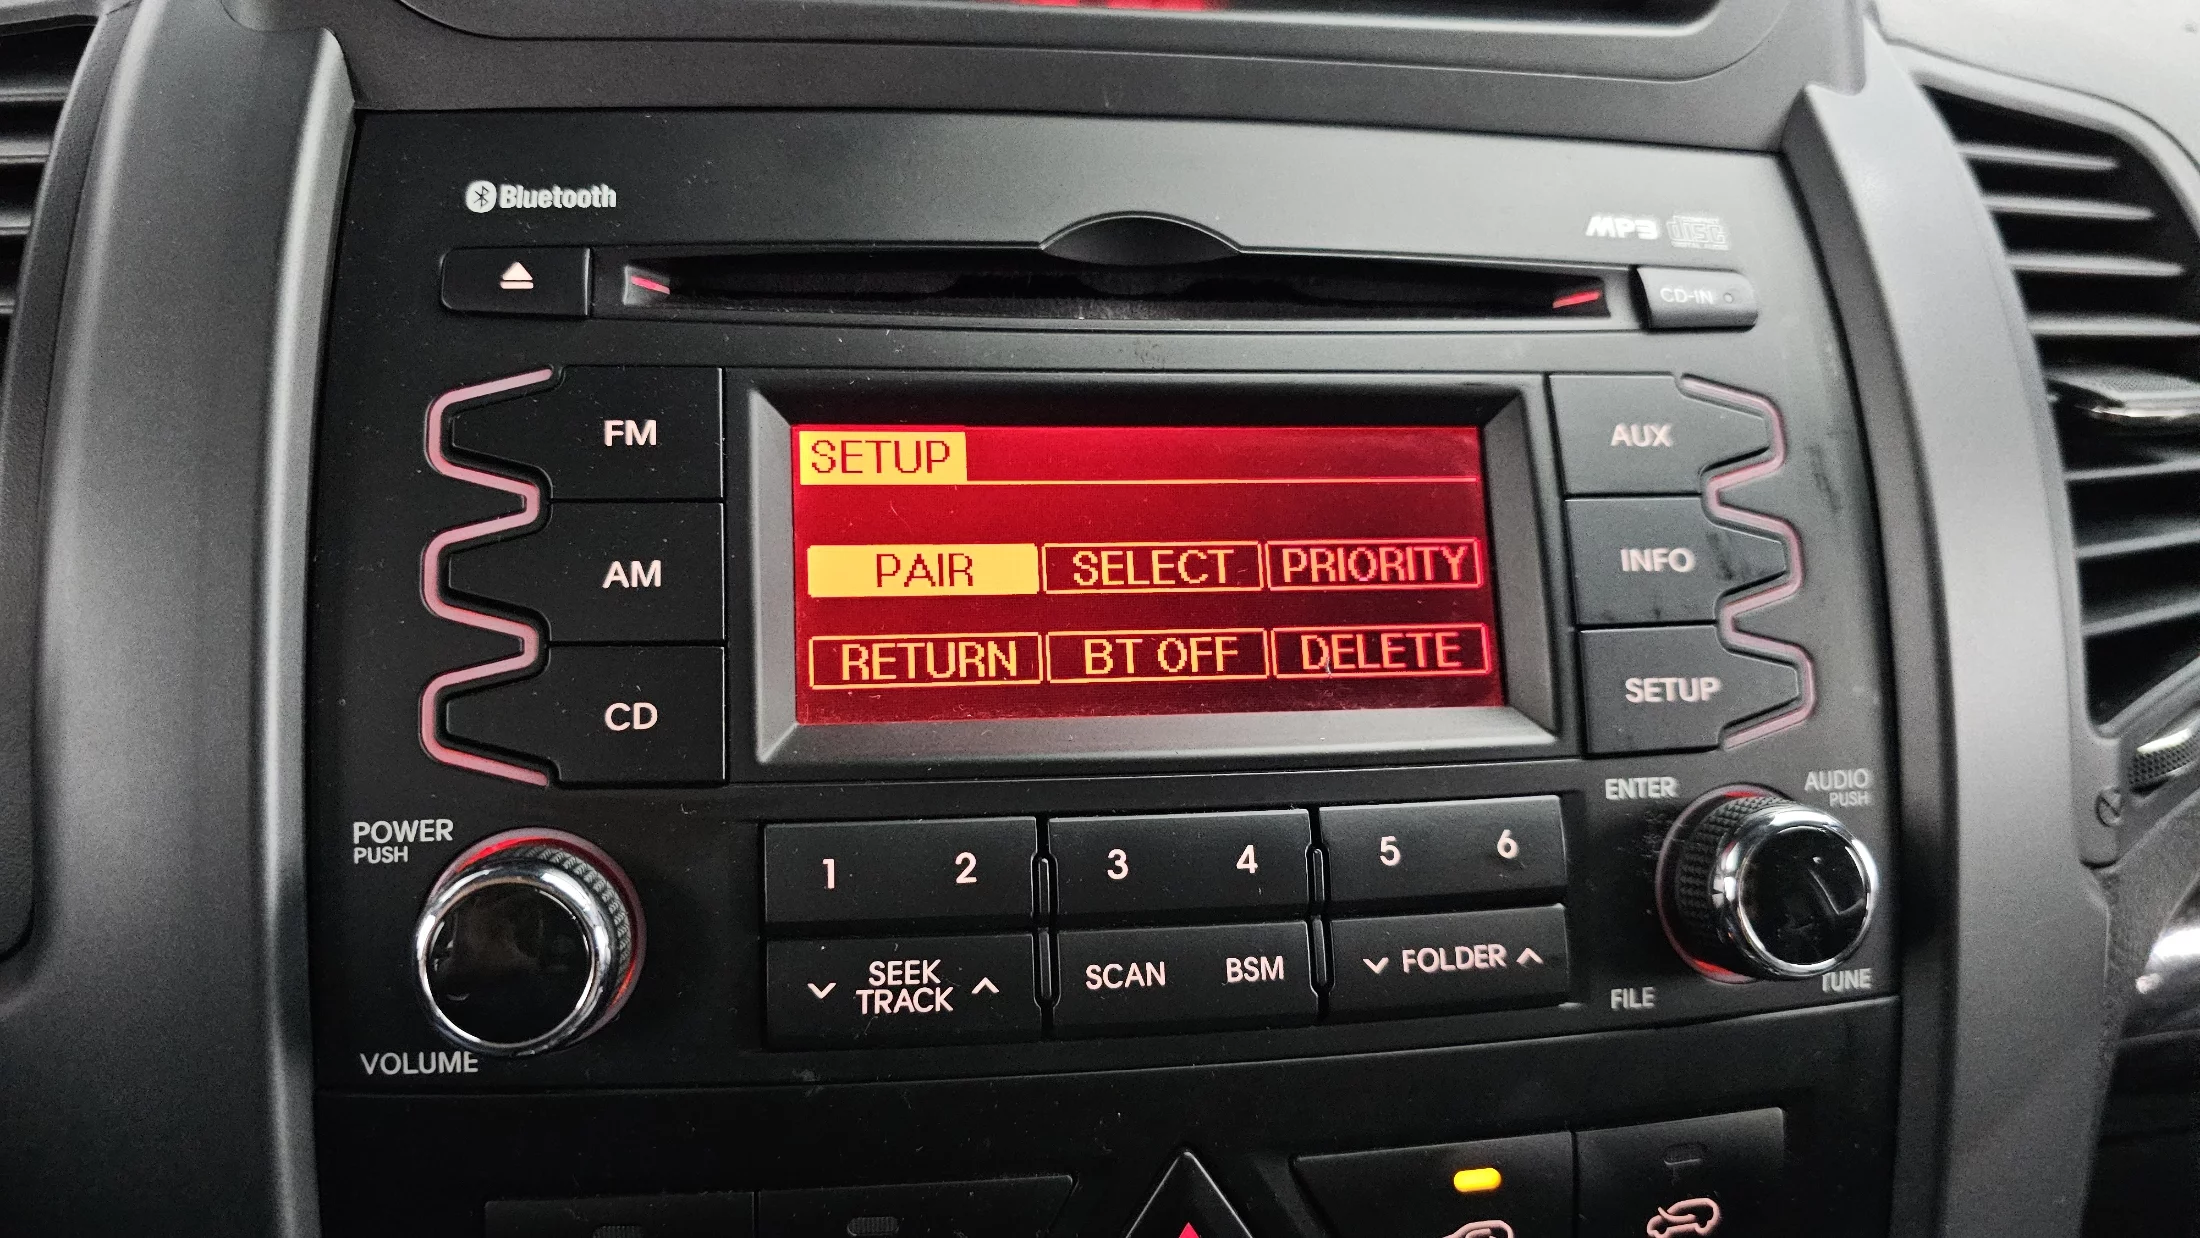 Bluetooth
MP3 disc
CD-IN
FM
AUX
SETUP
AM
INFO
PAIR SELECT PRIORITY
RETURN BT OFF DELETE
CD
SETUP
POWER
PUSH
ENTER
AUDIO
PUSH
1 2 3 4 5 6
SEEK
TRACK
SCAN BSM
FOLDER
VOLUME
FILE
TUNE